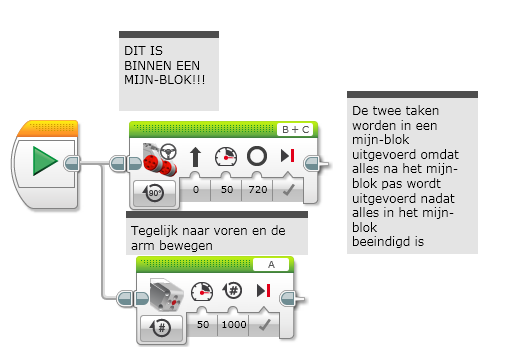 DIT IS
BINNEN EEN
MIJN-BLOK!!!
De twee taken
worden in een
mijn-blok
uitgevoerd omdat
alles na het mijn-
blok pas wordt
uitgevoerd nadat
alles in het mijn-
blok
beeindigd is
B + C
90°
0 50 720
Tegelijk naar voren en de
arm bewegen
A
#
#
50 1000